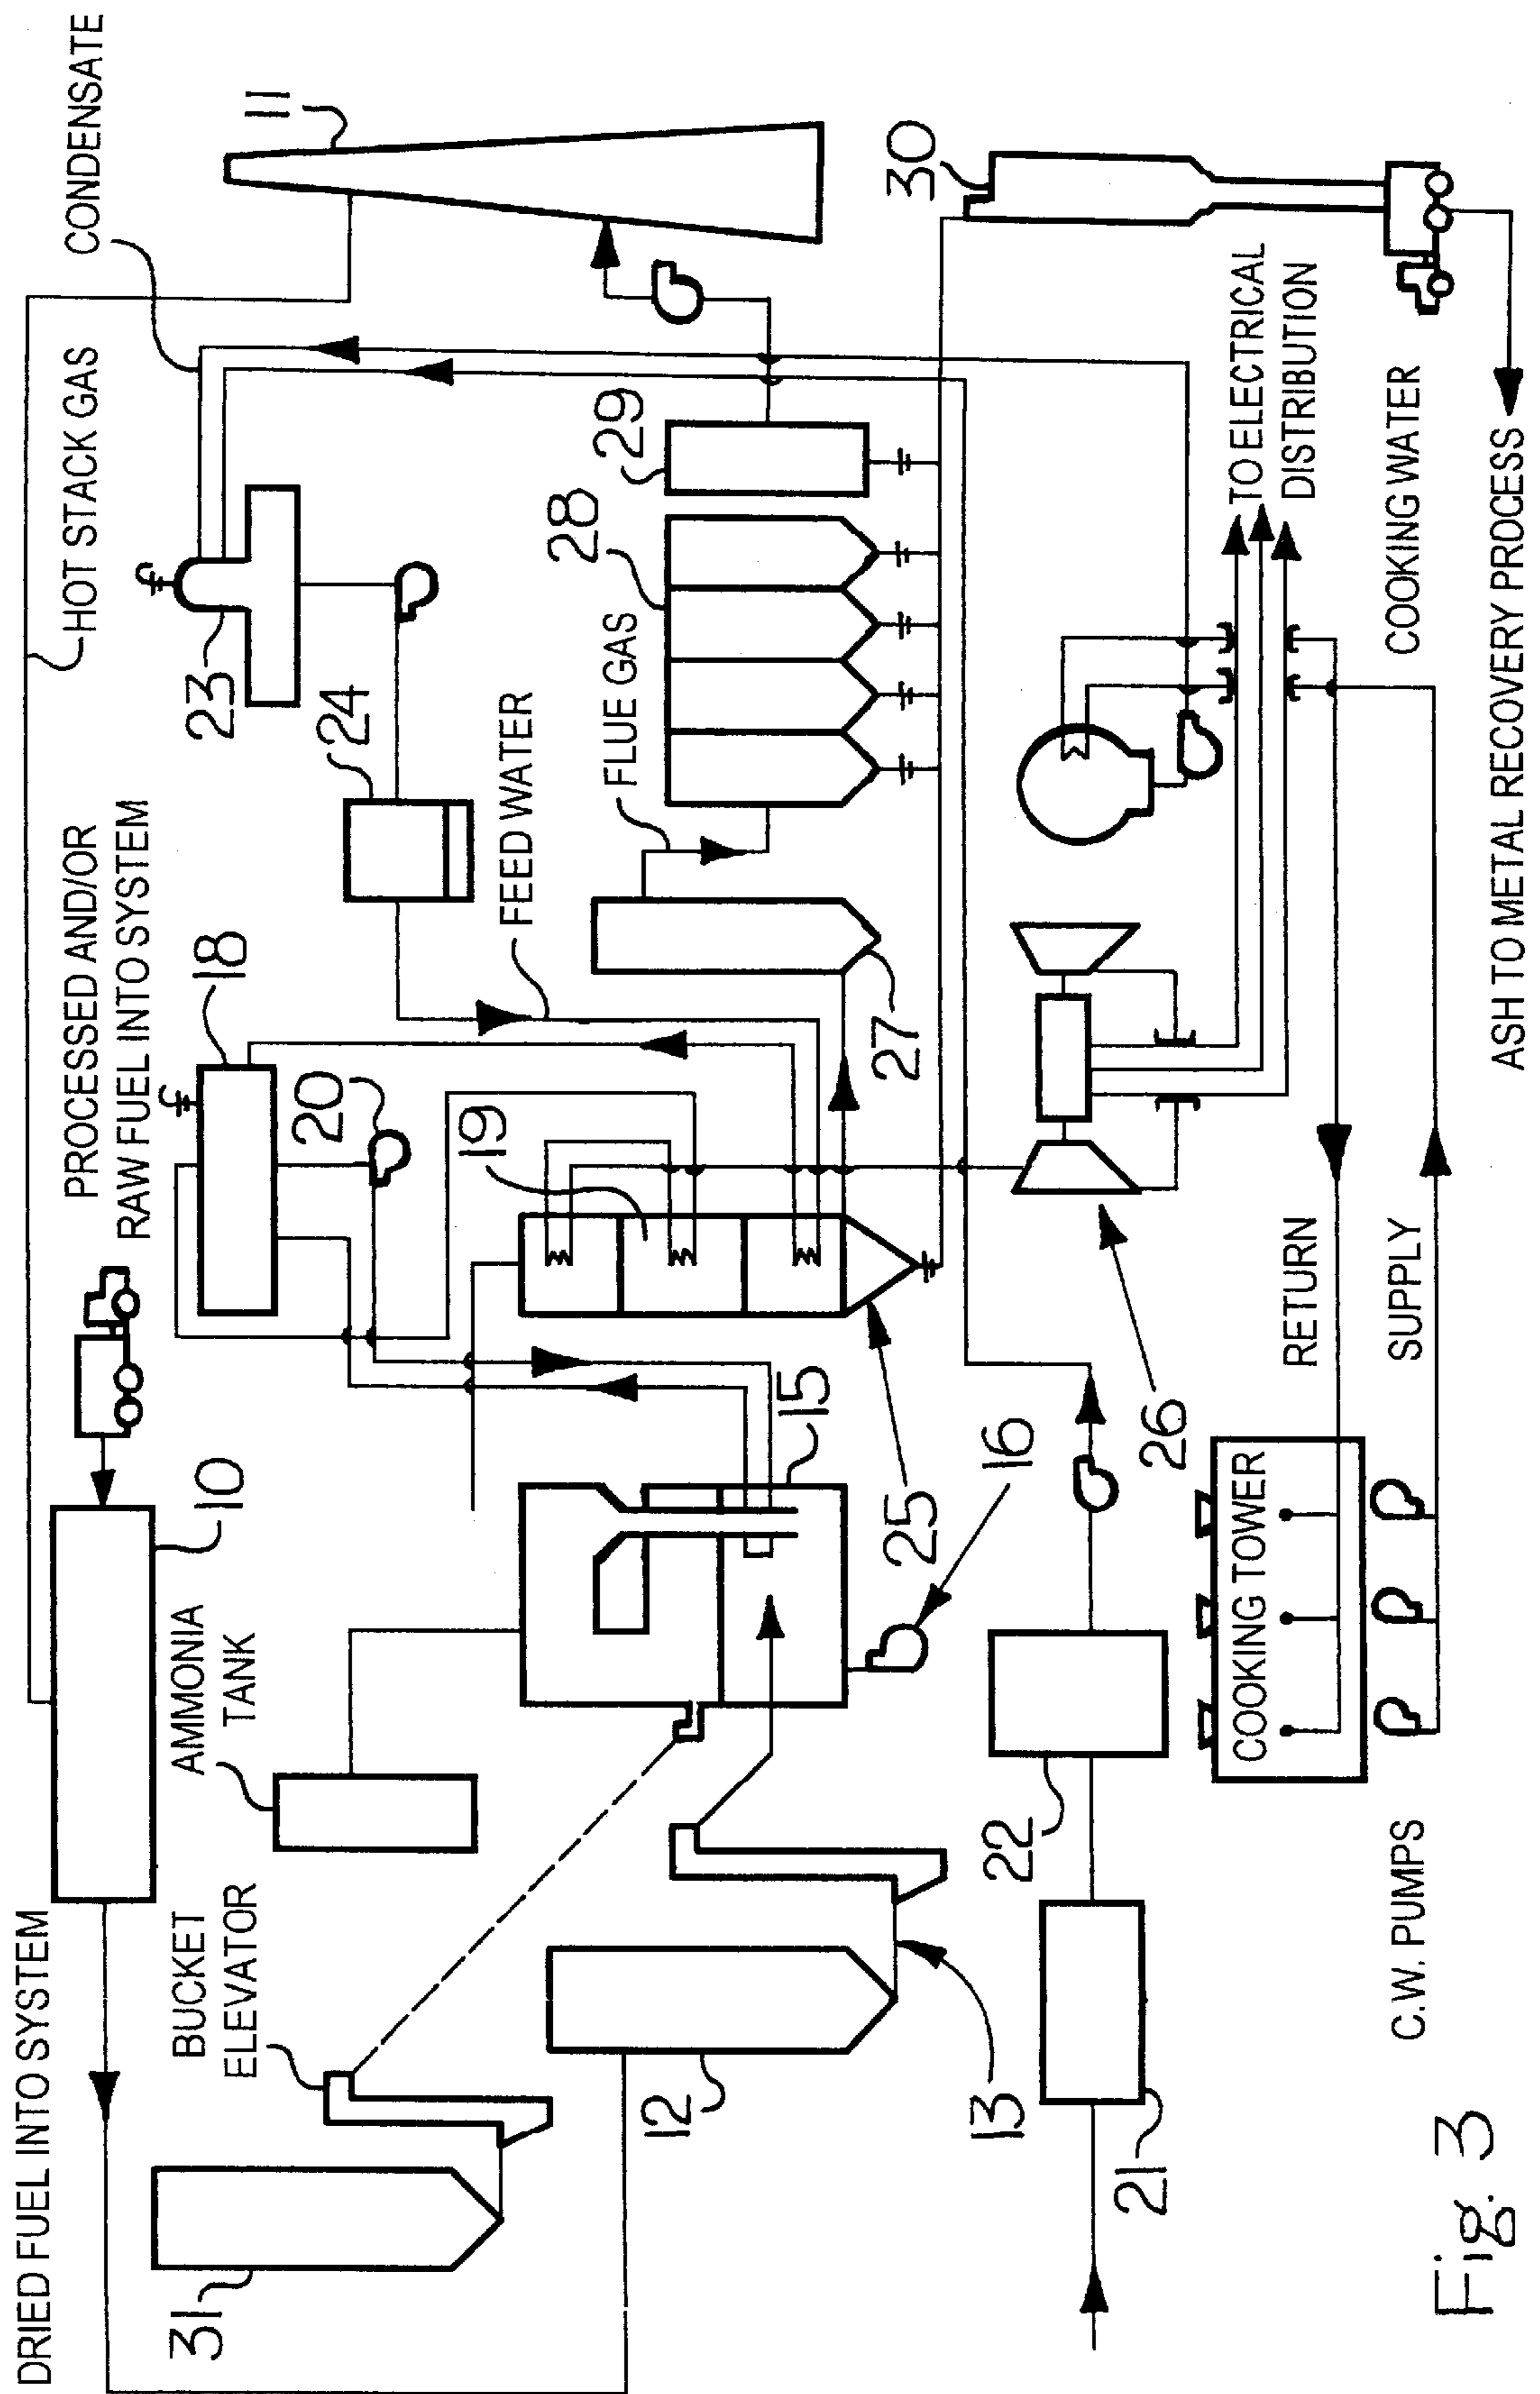 DRIED FUEL INTO SYSTEM
PROCESSED AND/OR
RAW FUEL INTO SYSTEM
HOT STACK GAS
CONDENSATE
10
AMMONIA
TANK
BUCKET
ELEVATOR
31
18
20
23
24
11
19
FEED WATER
FLUE GAS
28
29
30
12
13
15
16
25
27
21
22
26
TO ELECTRICAL
DISTRIBUTION
COOKING TOWER
RETURN
SUPPLY
COOKING WATER
C.W. PUMPS
ASH TO METAL RECOVERY PROCESS
Fig. 3